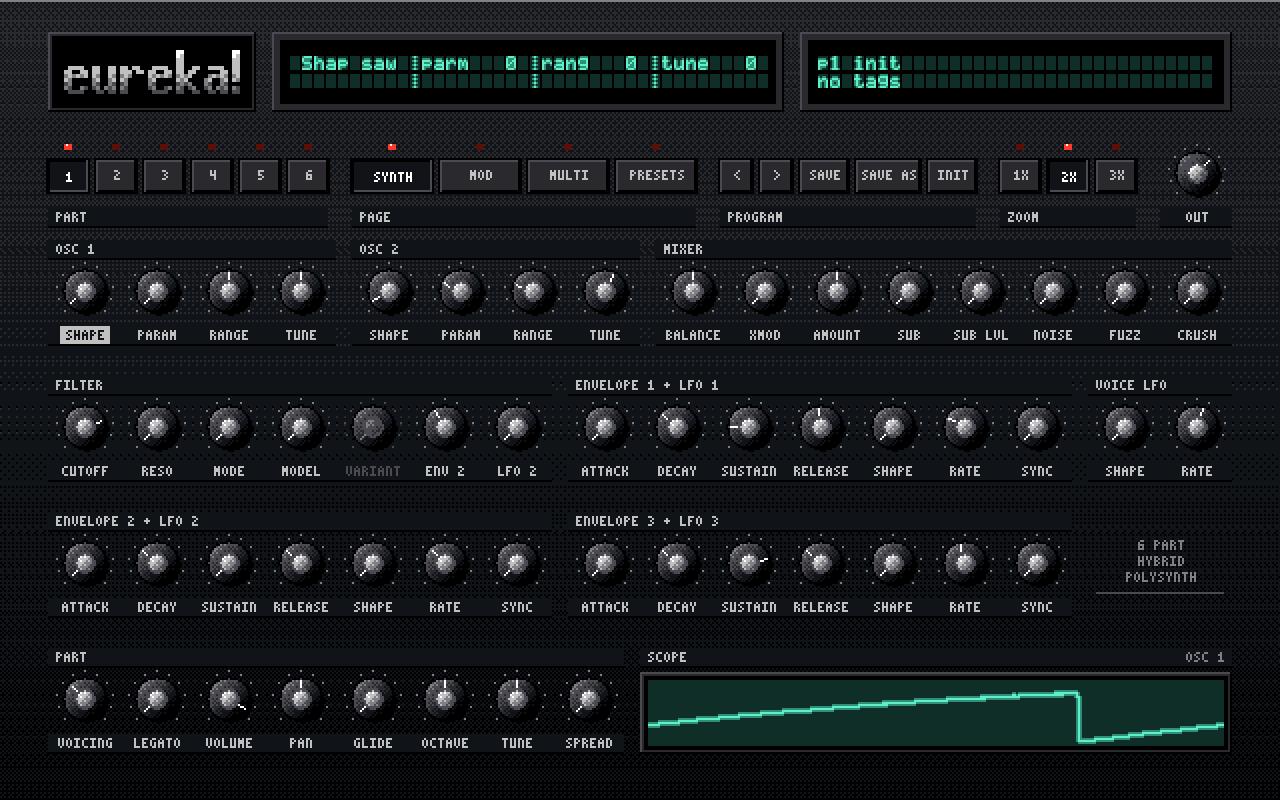 eureka!
Shap saw parm 0 rang 0 tune 0
p1 init
no tags
1 2 3 4 5 6 SYNTH MOD MULTI PRESETS < > SAVE SAVE AS INIT 1X 2X 3X
PART PAGE PROGRAM ZOOM OUT
OSC 1 OSC 2 MIXER
SHAPE PARAM RANGE TUNE SHAPE PARAM RANGE TUNE BALANCE XMOD AMOUNT SUB SUB LVL NOISE FUZZ CRUSH
FILTER ENVELOPE 1 + LFO 1 VOICE LFO
CUTOFF RESO MODE MODEL VARIANT ENV 2 LFO 2 ATTACK DECAY SUSTAIN RELEASE SHAPE RATE SYNC SHAPE RATE
ENVELOPE 2 + LFO 2 ENVELOPE 3 + LFO 3
6 PART
HYBRID
POLYSYNTH
ATTACK DECAY SUSTAIN RELEASE SHAPE RATE SYNC ATTACK DECAY SUSTAIN RELEASE SHAPE RATE SYNC
PART SCOPE OSC 1
VOICING LEGATO VOLUME PAN GLIDE OCTAVE TUNE SPREAD